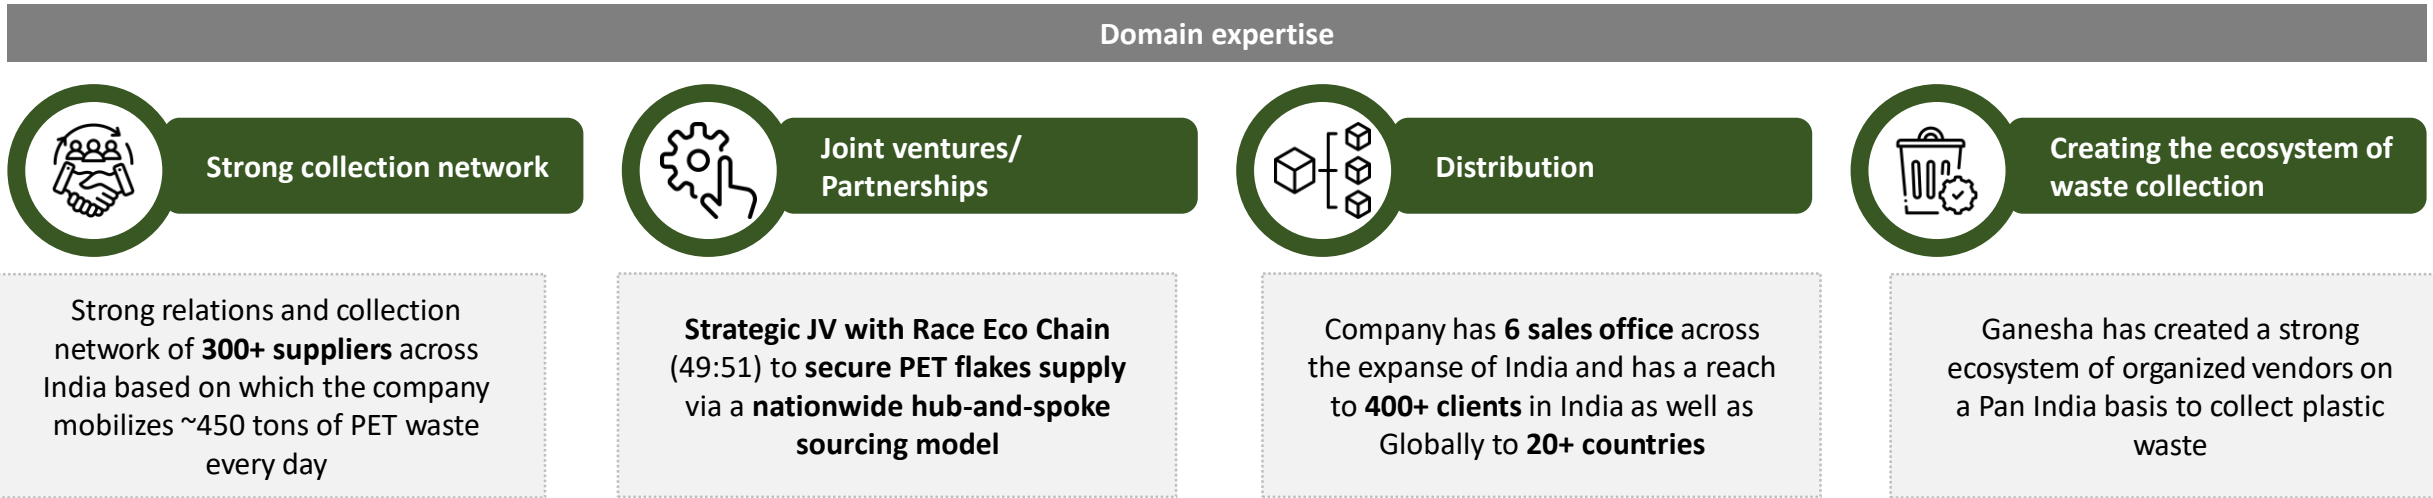 Domain expertise
Strong collection network
Joint ventures/
Partnerships
Distribution
Creating the ecosystem of
waste collection
Strong relations and collection
network of 300+ suppliers across
India based on which the company
mobilizes ~450 tons of PET waste
every day
Strategic JV with Race Eco Chain
(49:51) to secure PET flakes supply
via a nationwide hub-and-spoke
sourcing model
Company has 6 sales office across
the expanse of India and has a reach
to 400+ clients in India as well as
Globally to 20+ countries
Ganesha has created a strong
ecosystem of organized vendors on
a Pan India basis to collect plastic
waste